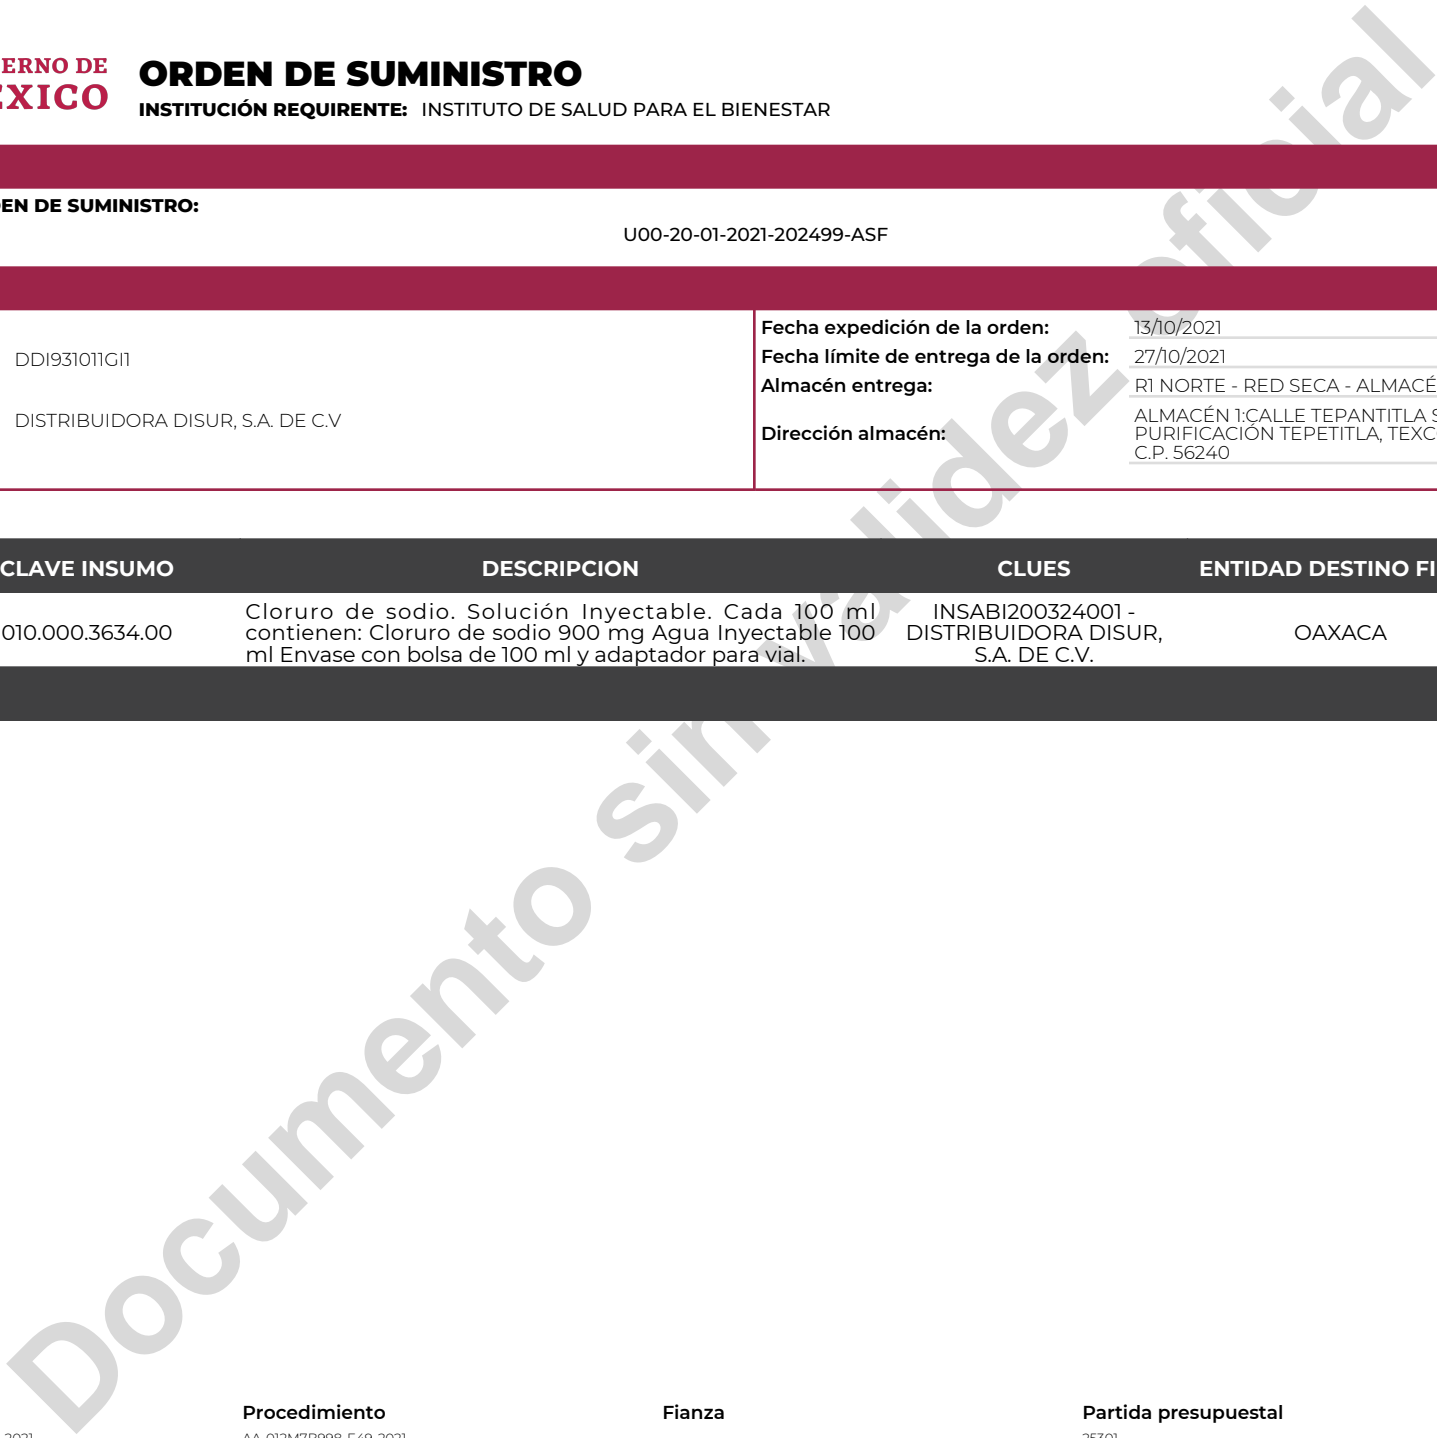 ERNO DE
EXICO
ORDEN DE SUMINISTRO
INSTITUCIÓN REQUIRENTE: INSTITUTO DE SALUD PARA EL BIENESTAR
EN DE SUMINISTRO:
U00-20-01-2021-202499-ASF
DDI931011GI1
DISTRIBUIDORA DISUR, S.A. DE C.V
Fecha expedición de la orden: 13/10/2021
Fecha límite de entrega de la orden: 27/10/2021
Almacén entrega: R1 NORTE - RED SECA - ALMACÉ
Dirección almacén:
ALMACÉN 1:CALLE TEPANTITLA S
PURIFICACIÓN TEPETITLA, TEXC
C.P. 56240
CLAVE INSUMO DESCRIPCION CLUES ENTIDAD DESTINO FI
010.000.3634.00
Cloruro de sodio. Solución Inyectable. Cada 100 ml
contienen: Cloruro de sodio 900 mg Agua Inyectable 100
ml Envase con bolsa de 100 ml y adaptador para vial.
INSABI200324001 -
DISTRIBUIDORA DISUR,
S.A. DE C.V.
OAXACA
Documento sin validez oficial
Procedimiento Fianza Partida presupuestal